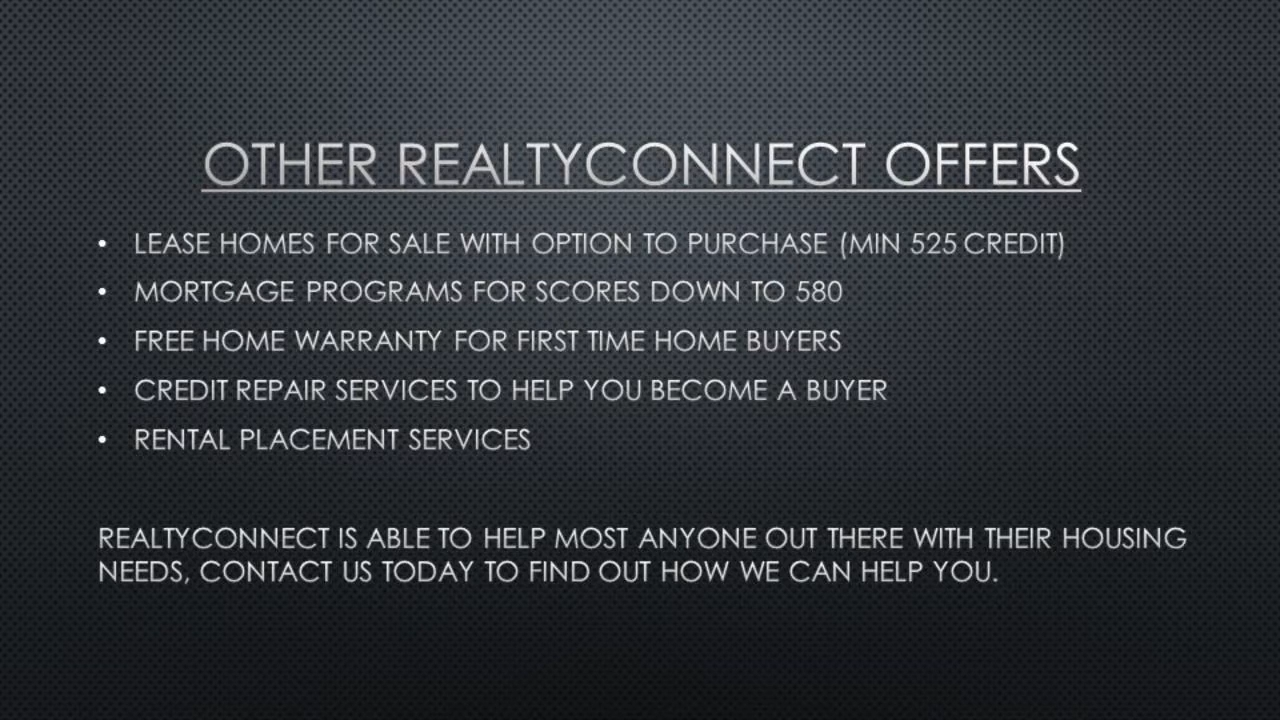 OTHER REALTYCONNECT OFFERS
• LEASE HOMES FOR SALE WITH OPTION TO PURCHASE (MIN 525 CREDIT)
• MORTGAGE PROGRAMS FOR SCORES DOWN TO 580
• FREE HOME WARRANTY FOR FIRST TIME HOME BUYERS
• CREDIT REPAIR SERVICES TO HELP YOU BECOME A BUYER
• RENTAL PLACEMENT SERVICES
REALTYCONNECT IS ABLE TO HELP MOST ANYONE OUT THERE WITH THEIR HOUSING
NEEDS, CONTACT US TODAY TO FIND OUT HOW WE CAN HELP YOU.